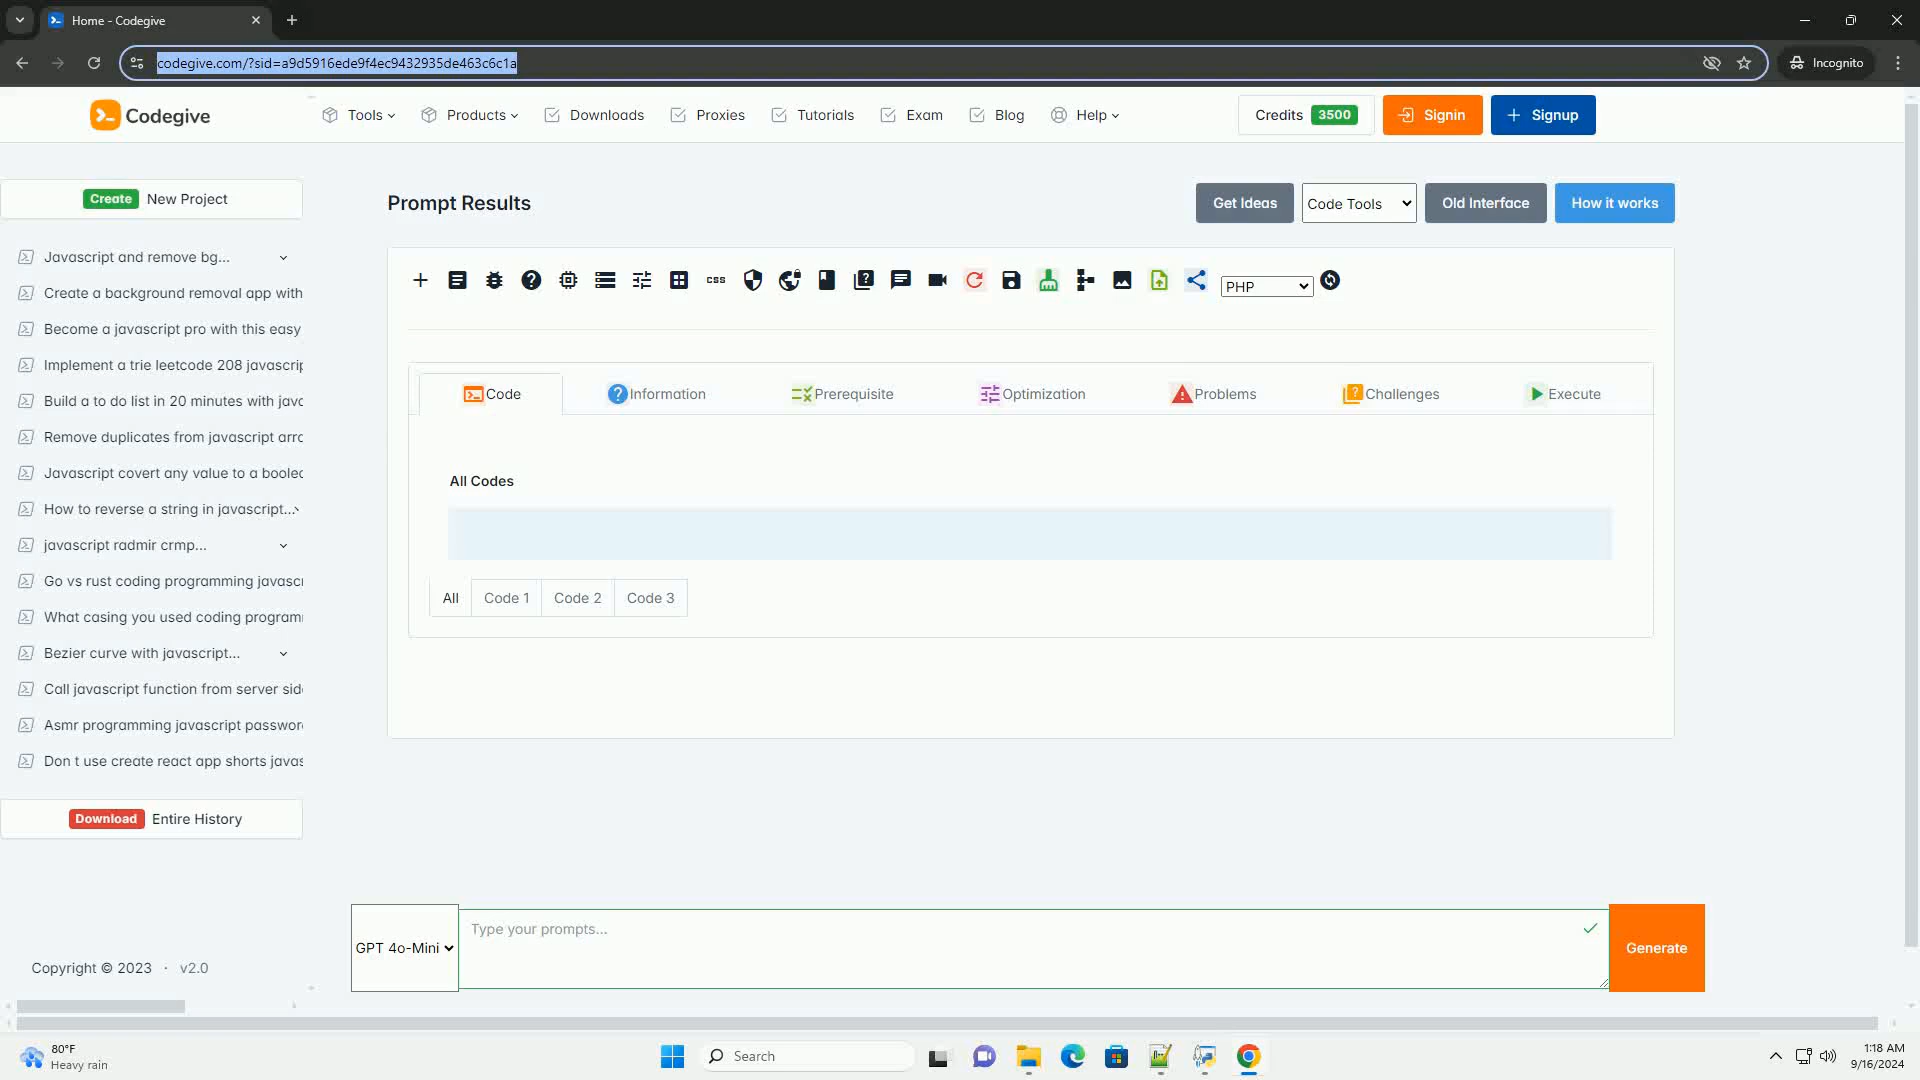 Home - Codegive
codegive.com/?sid=a9d5916ede9f4ec9432935de463c6c1a
Incognito
Codegive
Tools
Products
Downloads
Proxies
Tutorials
Exam
Blog
Help
Credits 3500
Signin
Signup
Create New Project
Javascript and remove bg...
Create a background removal app with
Become a javascript pro with this easy
Implement a trie leetcode 208 javascrip
Build a to do list in 20 minutes with java
Remove duplicates from javascript arra
Javascript covert any value to a boolea
How to reverse a string in javascript...
javascript radmir crmp...
Go vs rust coding programming javascr
What casing you used coding program
Bezier curve with javascript...
Call javascript function from server sid
Asmr programming javascript passwor
Don t use create react app shorts javas
Download Entire History
Copyright © 2023 · v2.0
Prompt Results
Get Ideas
Code Tools
Old Interface
How it works
css
PHP
Code
Information
Prerequisite
Optimization
Problems
Challenges
Execute
All Codes
All
Code 1
Code 2
Code 3
GPT 4o-Mini
Type your prompts...
Generate
80°F
Heavy rain
Search
1:18 AM
9/16/2024